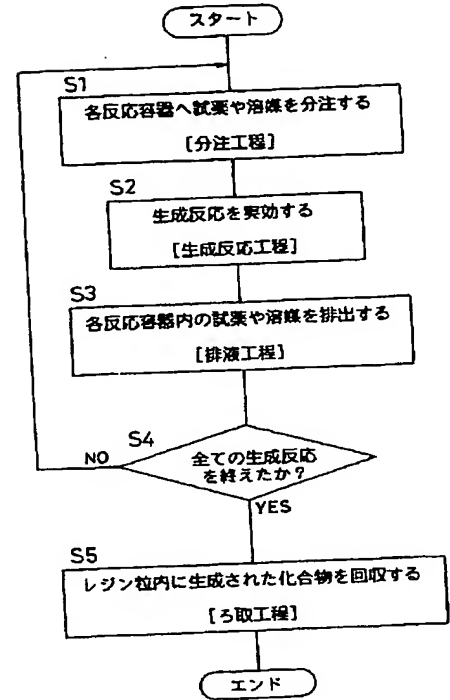 スタート
S1
各反応容器へ試薬や溶媒を分注する
[分注工程]
S2
生成反応を実効する
[生成反応工程]
S3
各反応容器内の試薬や溶媒を排出する
[排液工程]
S4
全ての生成反応
を終えたか?
NO
YES
S5
レジン粒内に生成された化合物を回収する
[ろ取工程]
エンド